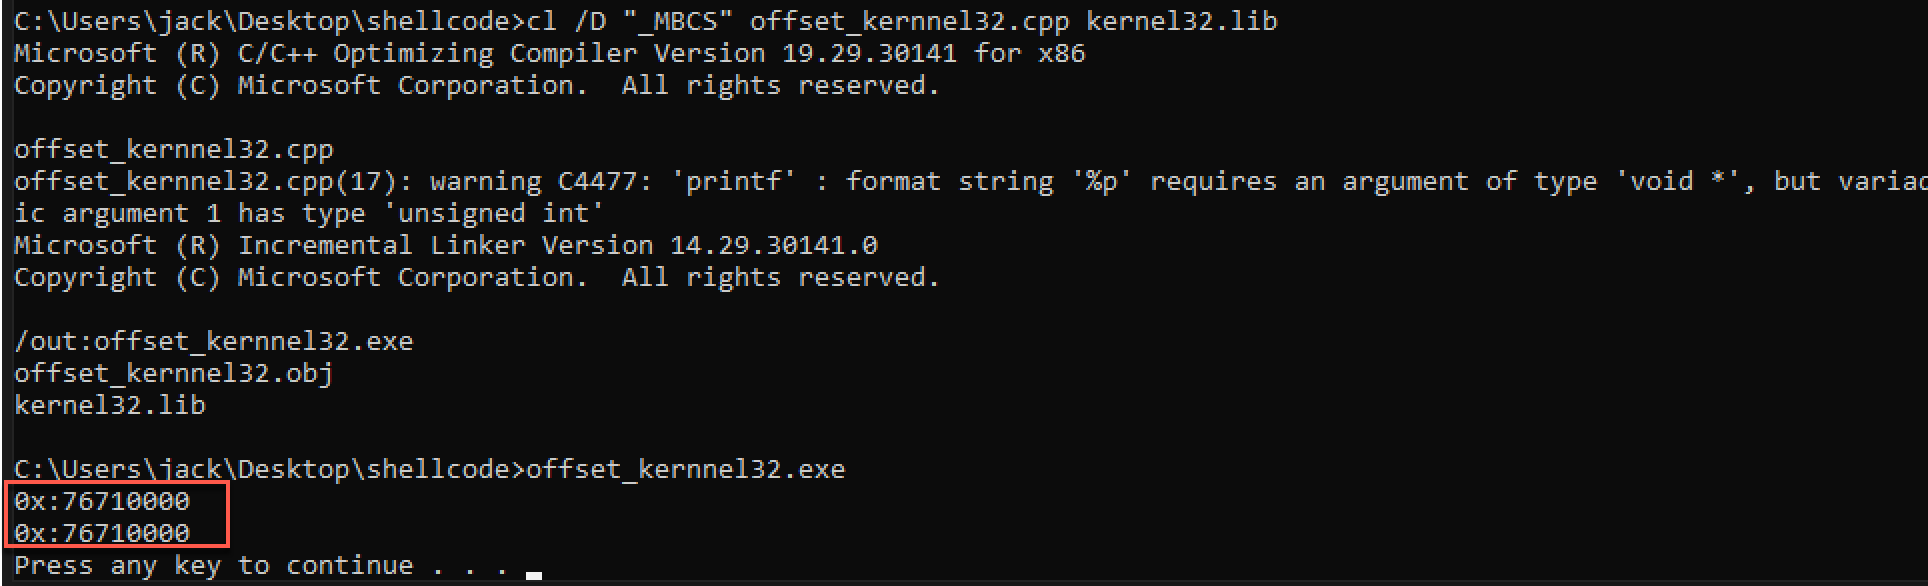 C:\Users\jack\Desktop\shellcode>cl /D "_MBCS" offset_kernnel32.cpp kernel32.lib
Microsoft (R) C/C++ Optimizing Compiler Version 19.29.30141 for x86
Copyright (C) Microsoft Corporation.  All rights reserved.
offset_kernnel32.cpp
offset_kernnel32.cpp(17): warning C4477: 'printf' : format string '%p' requires an argument of type 'void *', but variad
ic argument 1 has type 'unsigned int'
Microsoft (R) Incremental Linker Version 14.29.30141.0
Copyright (C) Microsoft Corporation.  All rights reserved.
/out:offset_kernnel32.exe
offset_kernnel32.obj
kernel32.lib
C:\Users\jack\Desktop\shellcode>offset_kernnel32.exe
0x:76710000
0x:76710000
Press any key to continue . . .